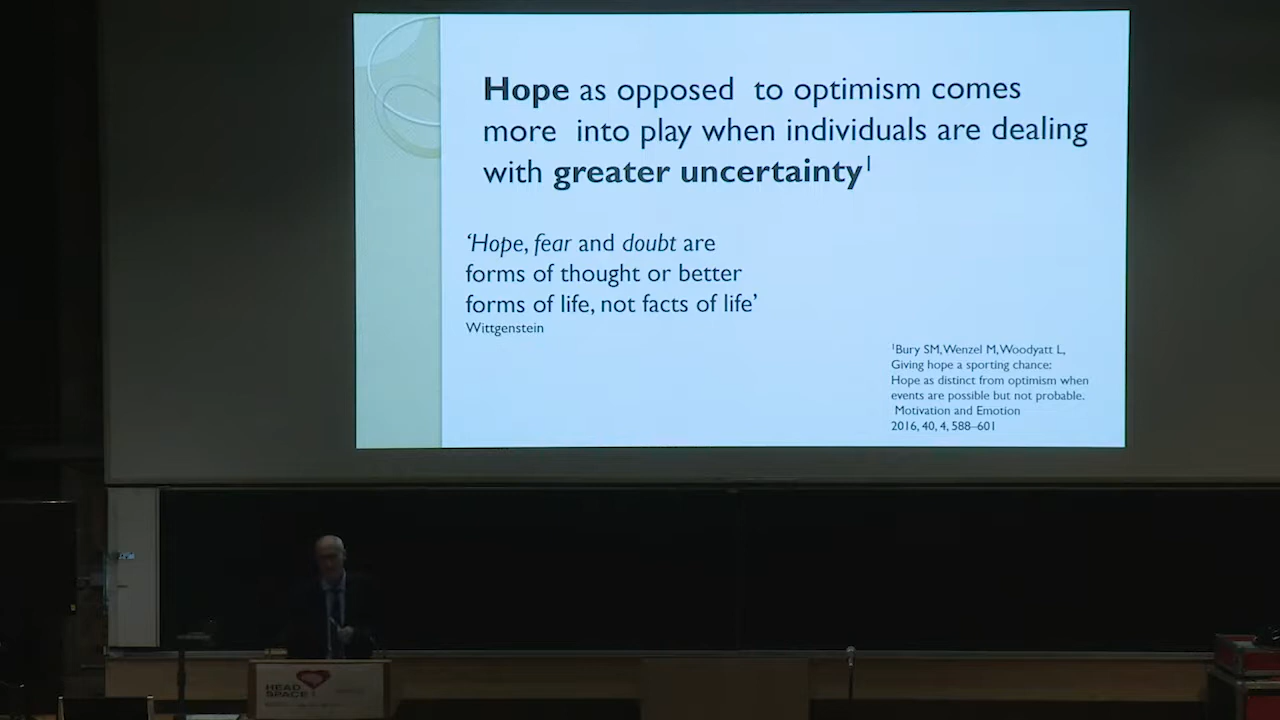 Hope as opposed to optimism comes
more into play when individuals are dealing
with greater uncertainty¹
‘Hope, fear and doubt are
forms of thought or better
forms of life, not facts of life’
Wittgenstein
¹Bury SM, Wenzel M, Woodyatt L,
Giving hope a sporting chance:
Hope as distinct from optimism when
events are possible but not probable.
Motivation and Emotion
2016, 40, 4, 588–601
HEAD
SPACE